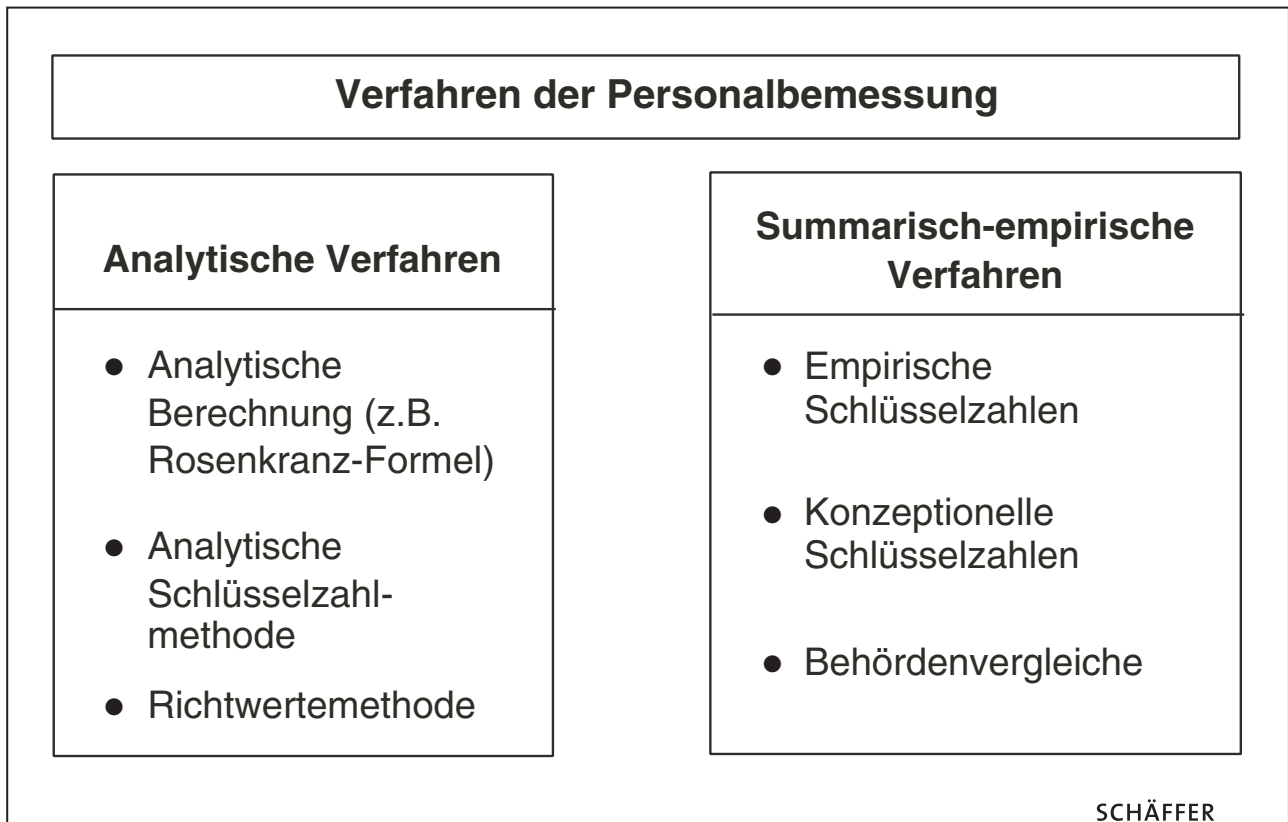 Verfahren der Personalbemessung
Analytische Verfahren
● Analytische
Berechnung (z.B.
Rosenkranz-Formel)
● Analytische
Schlüsselzahl-
methode
● Richtwertemethode
Summarisch-empirische
Verfahren
● Empirische
Schlüsselzahlen
● Konzeptionelle
Schlüsselzahlen
● Behördenvergleiche
SCHÄFFER